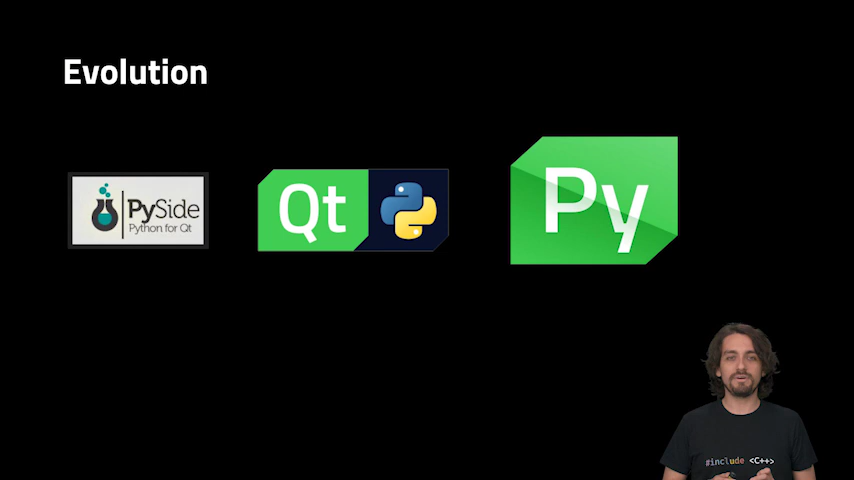 Evolution
PySide
Python for Qt
Qt
Py
#include <C++>